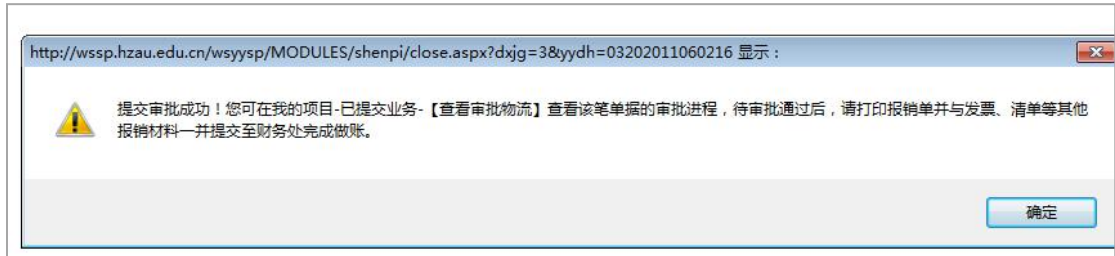 http://wssp.hzau.edu.cn/wsyysp/MODULES/shenpi/close.aspx?dxjg=3&yydh=03202011060216 显示：
提交审批成功！您可在我的项目-已提交业务-【查看审批物流】查看该笔单据的审批进程，待审批通过后，请打印报销单并与发票、清单等其他
报销材料一并提交至财务处完成做账。
确定